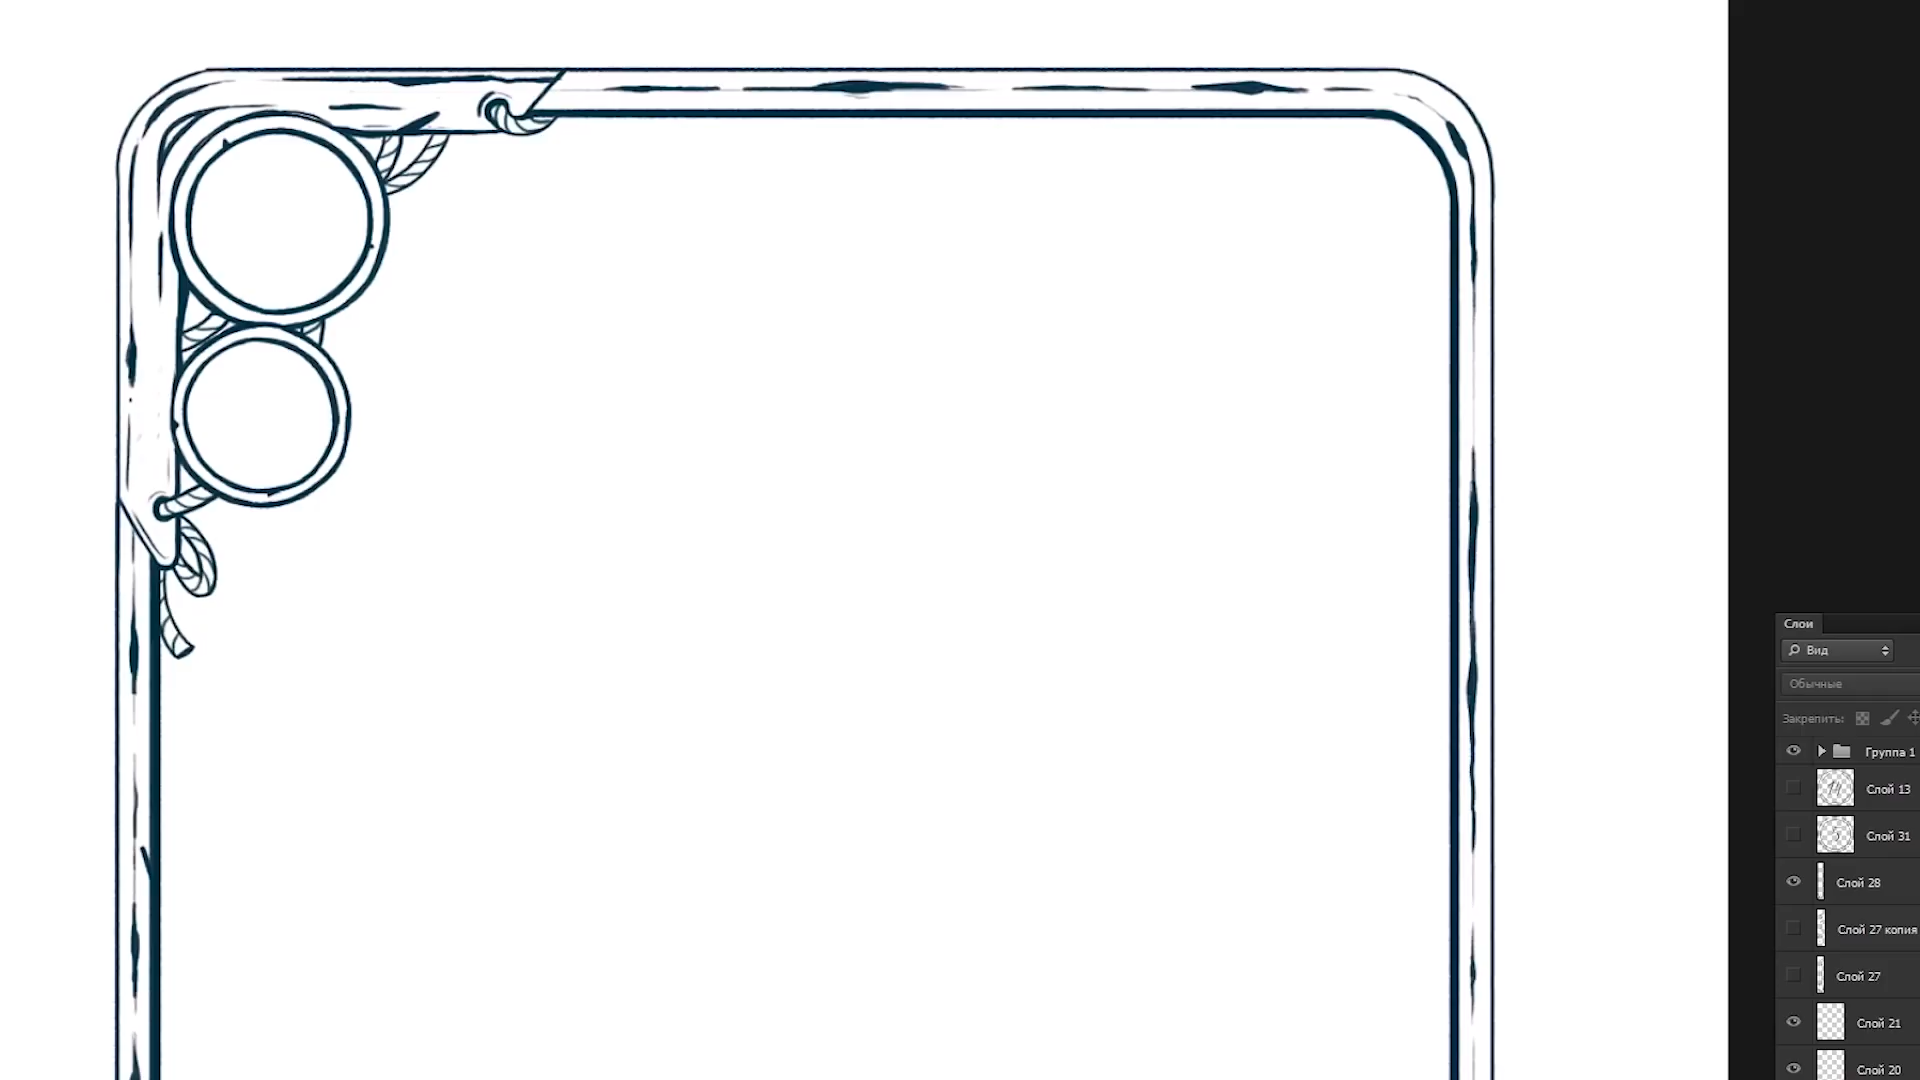 Слои
Вид
Обычные
Закрепить:
Группа 1
Слой 13
Слой 31
Слой 28
Слой 27 копия
Слой 27
Слой 21
Слой 20